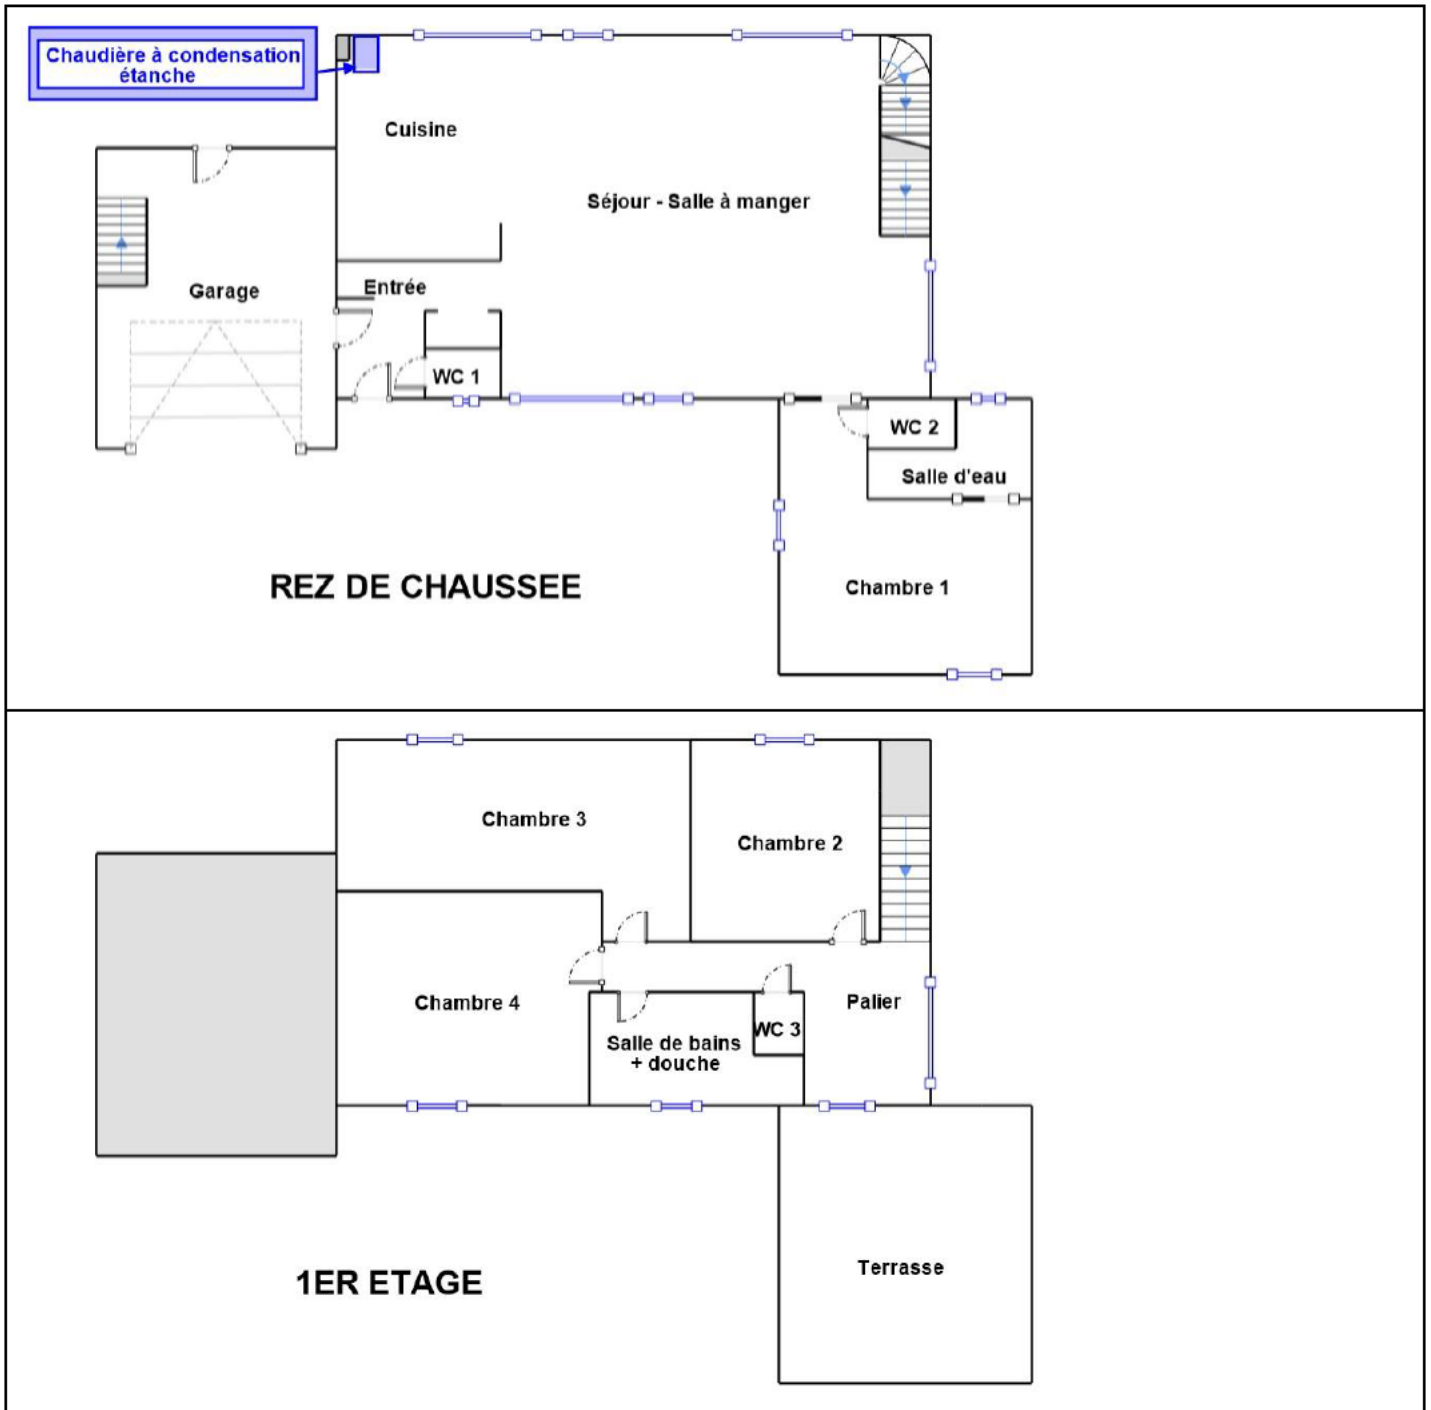 Chaudière à condensation
étanche
Cuisine
Séjour - Salle à manger
Garage
Entrée
WC 1
WC 2
Salle d'eau
REZ DE CHAUSSEE
Chambre 1
Chambre 3
Chambre 2
Chambre 4
Palier
WC 3
Salle de bains
+ douche
Terrasse
1ER ETAGE